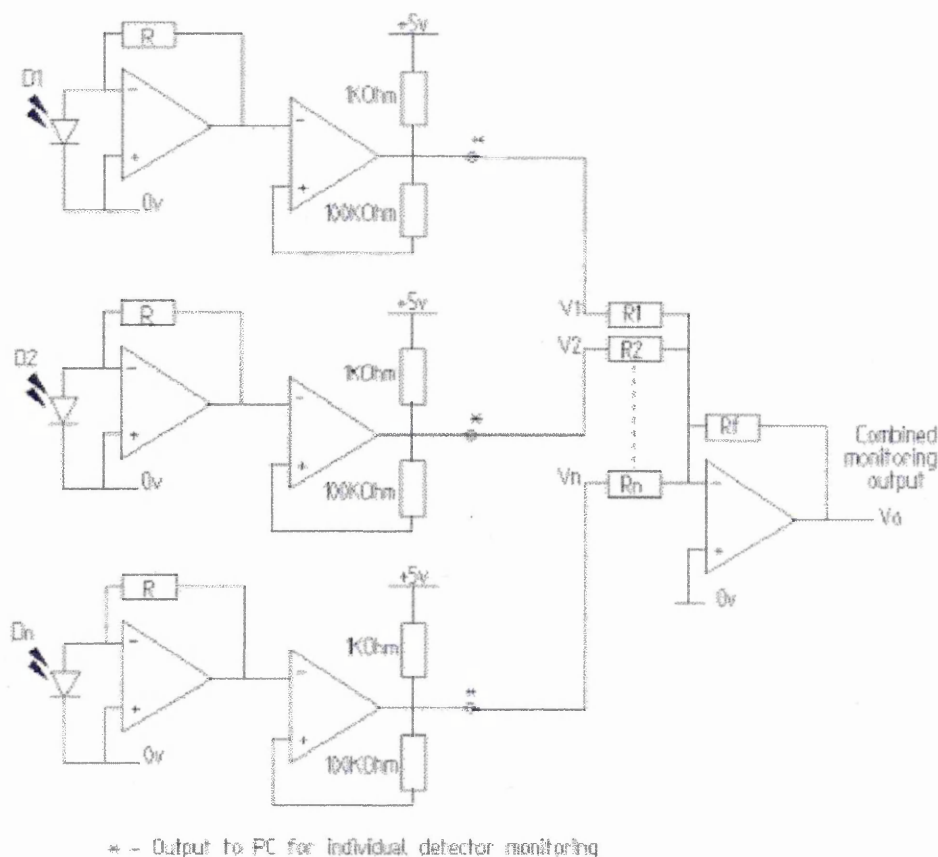 +5v
R
D1
1KOhm
-
-
*
+
+
0v
100KOhm
+5v
V1
R1
R
V2
R2
D2
1KOhm
-
-
*
Rf
Combined
monitoring
output
+
+
Vn
Rn
-
0v
100KOhm
Vo
+
+5v
0v
R
Dn
1KOhm
-
-
*
+
+
0v
100KOhm
* - Output to PC for individual detector monitoring